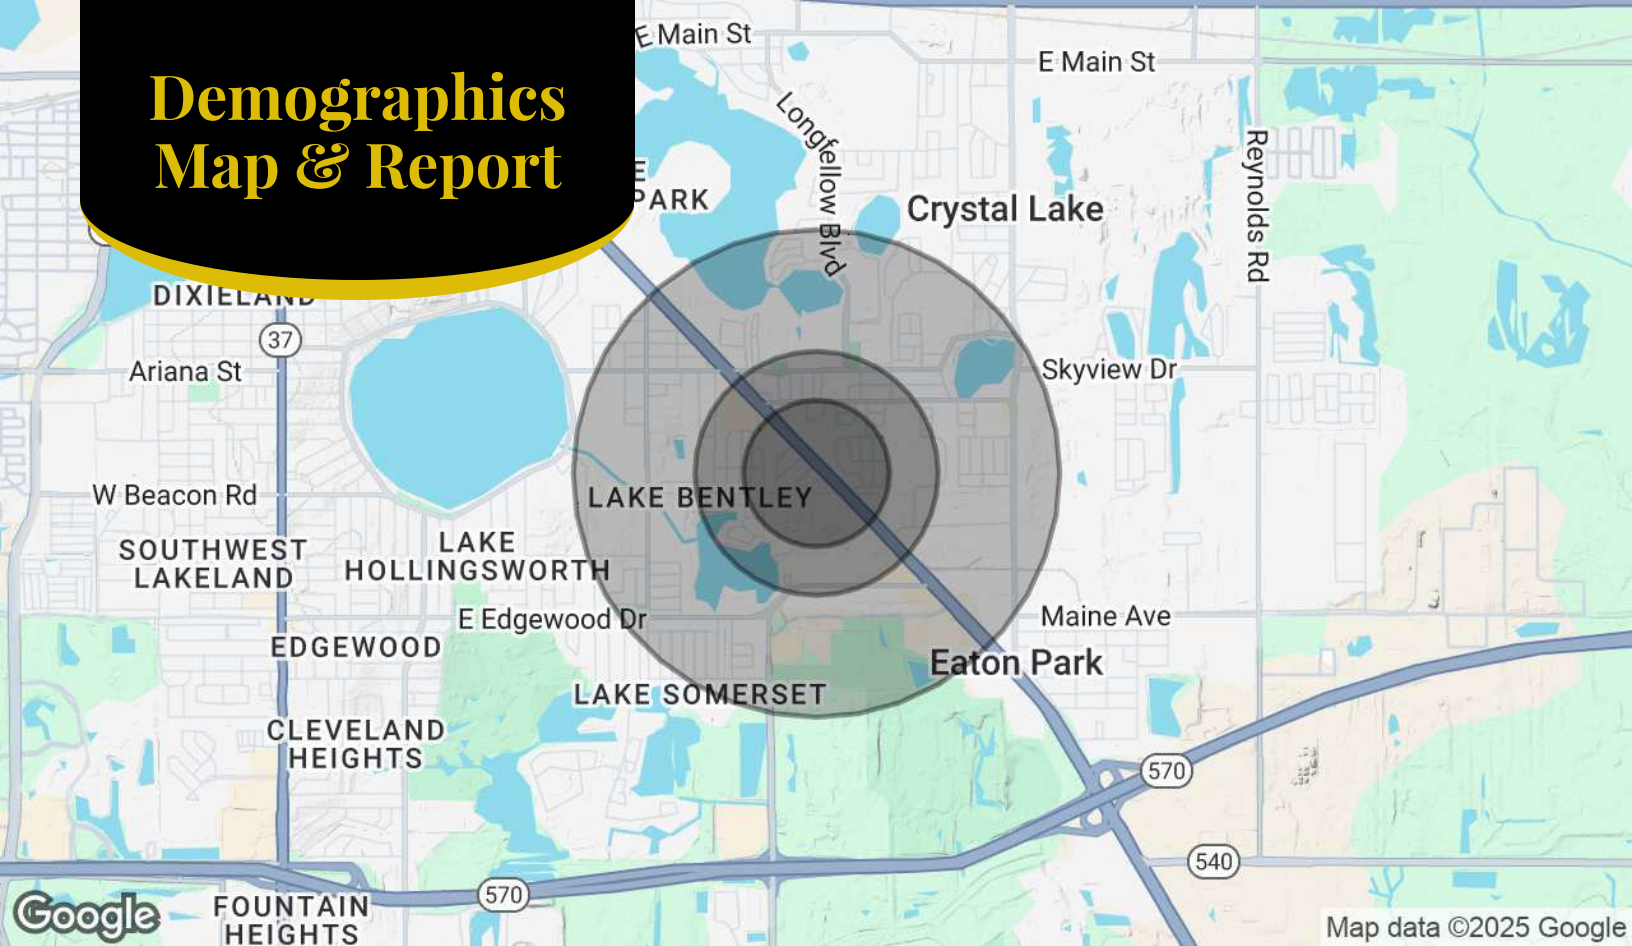 Demographics
Map & Report
E Main St
E Main St
Longfellow Blvd
Reynolds Rd
PARK
Crystal Lake
DIXIELAND
37
Ariana St
Skyview Dr
W Beacon Rd
LAKE BENTLEY
SOUTHWEST
LAKELAND
LAKE
HOLLINGSWORTH
E Edgewood Dr
Maine Ave
EDGEWOOD
Eaton Park
LAKE SOMERSET
CLEVELAND
HEIGHTS
570
540
570
FOUNTAIN
HEIGHTS
Google
Map data ©2025 Google